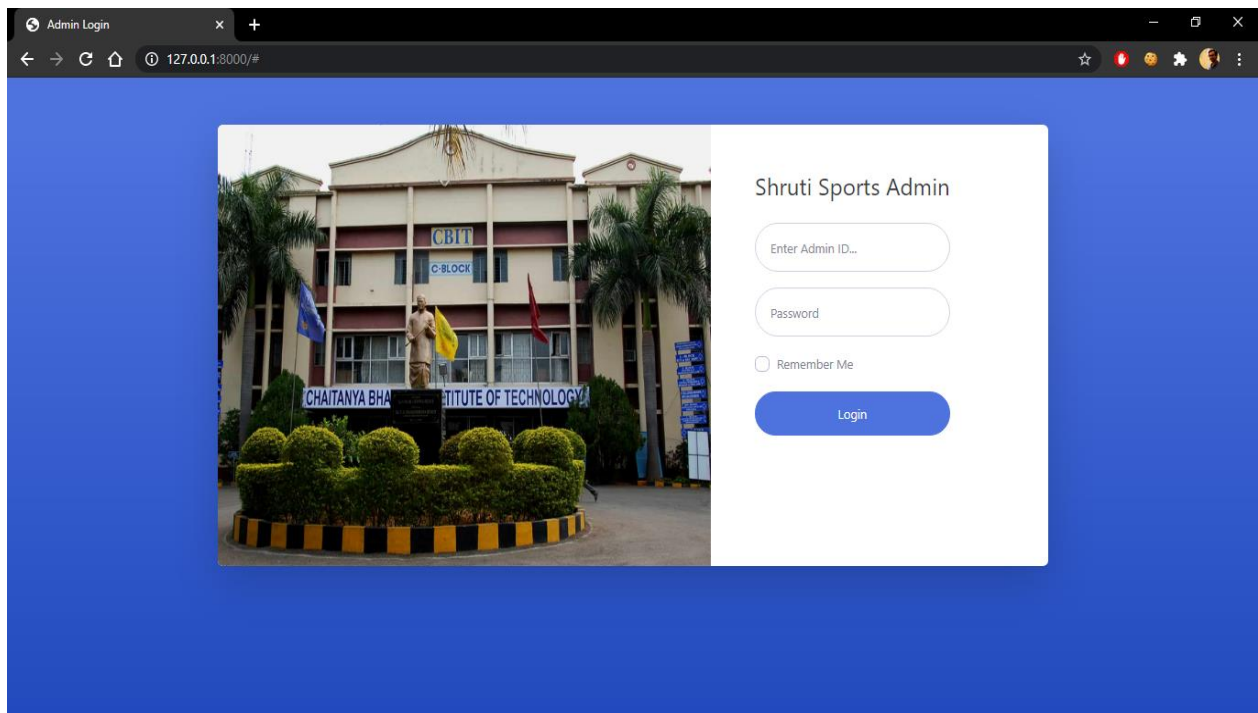 Admin Login
127.0.0.1:8000/#
CBIT
C-BLOCK
CHAITANYA BHA TITUTE OF TECHNOLOGY
Shruti Sports Admin
Enter Admin ID...
Password
Remember Me
Login